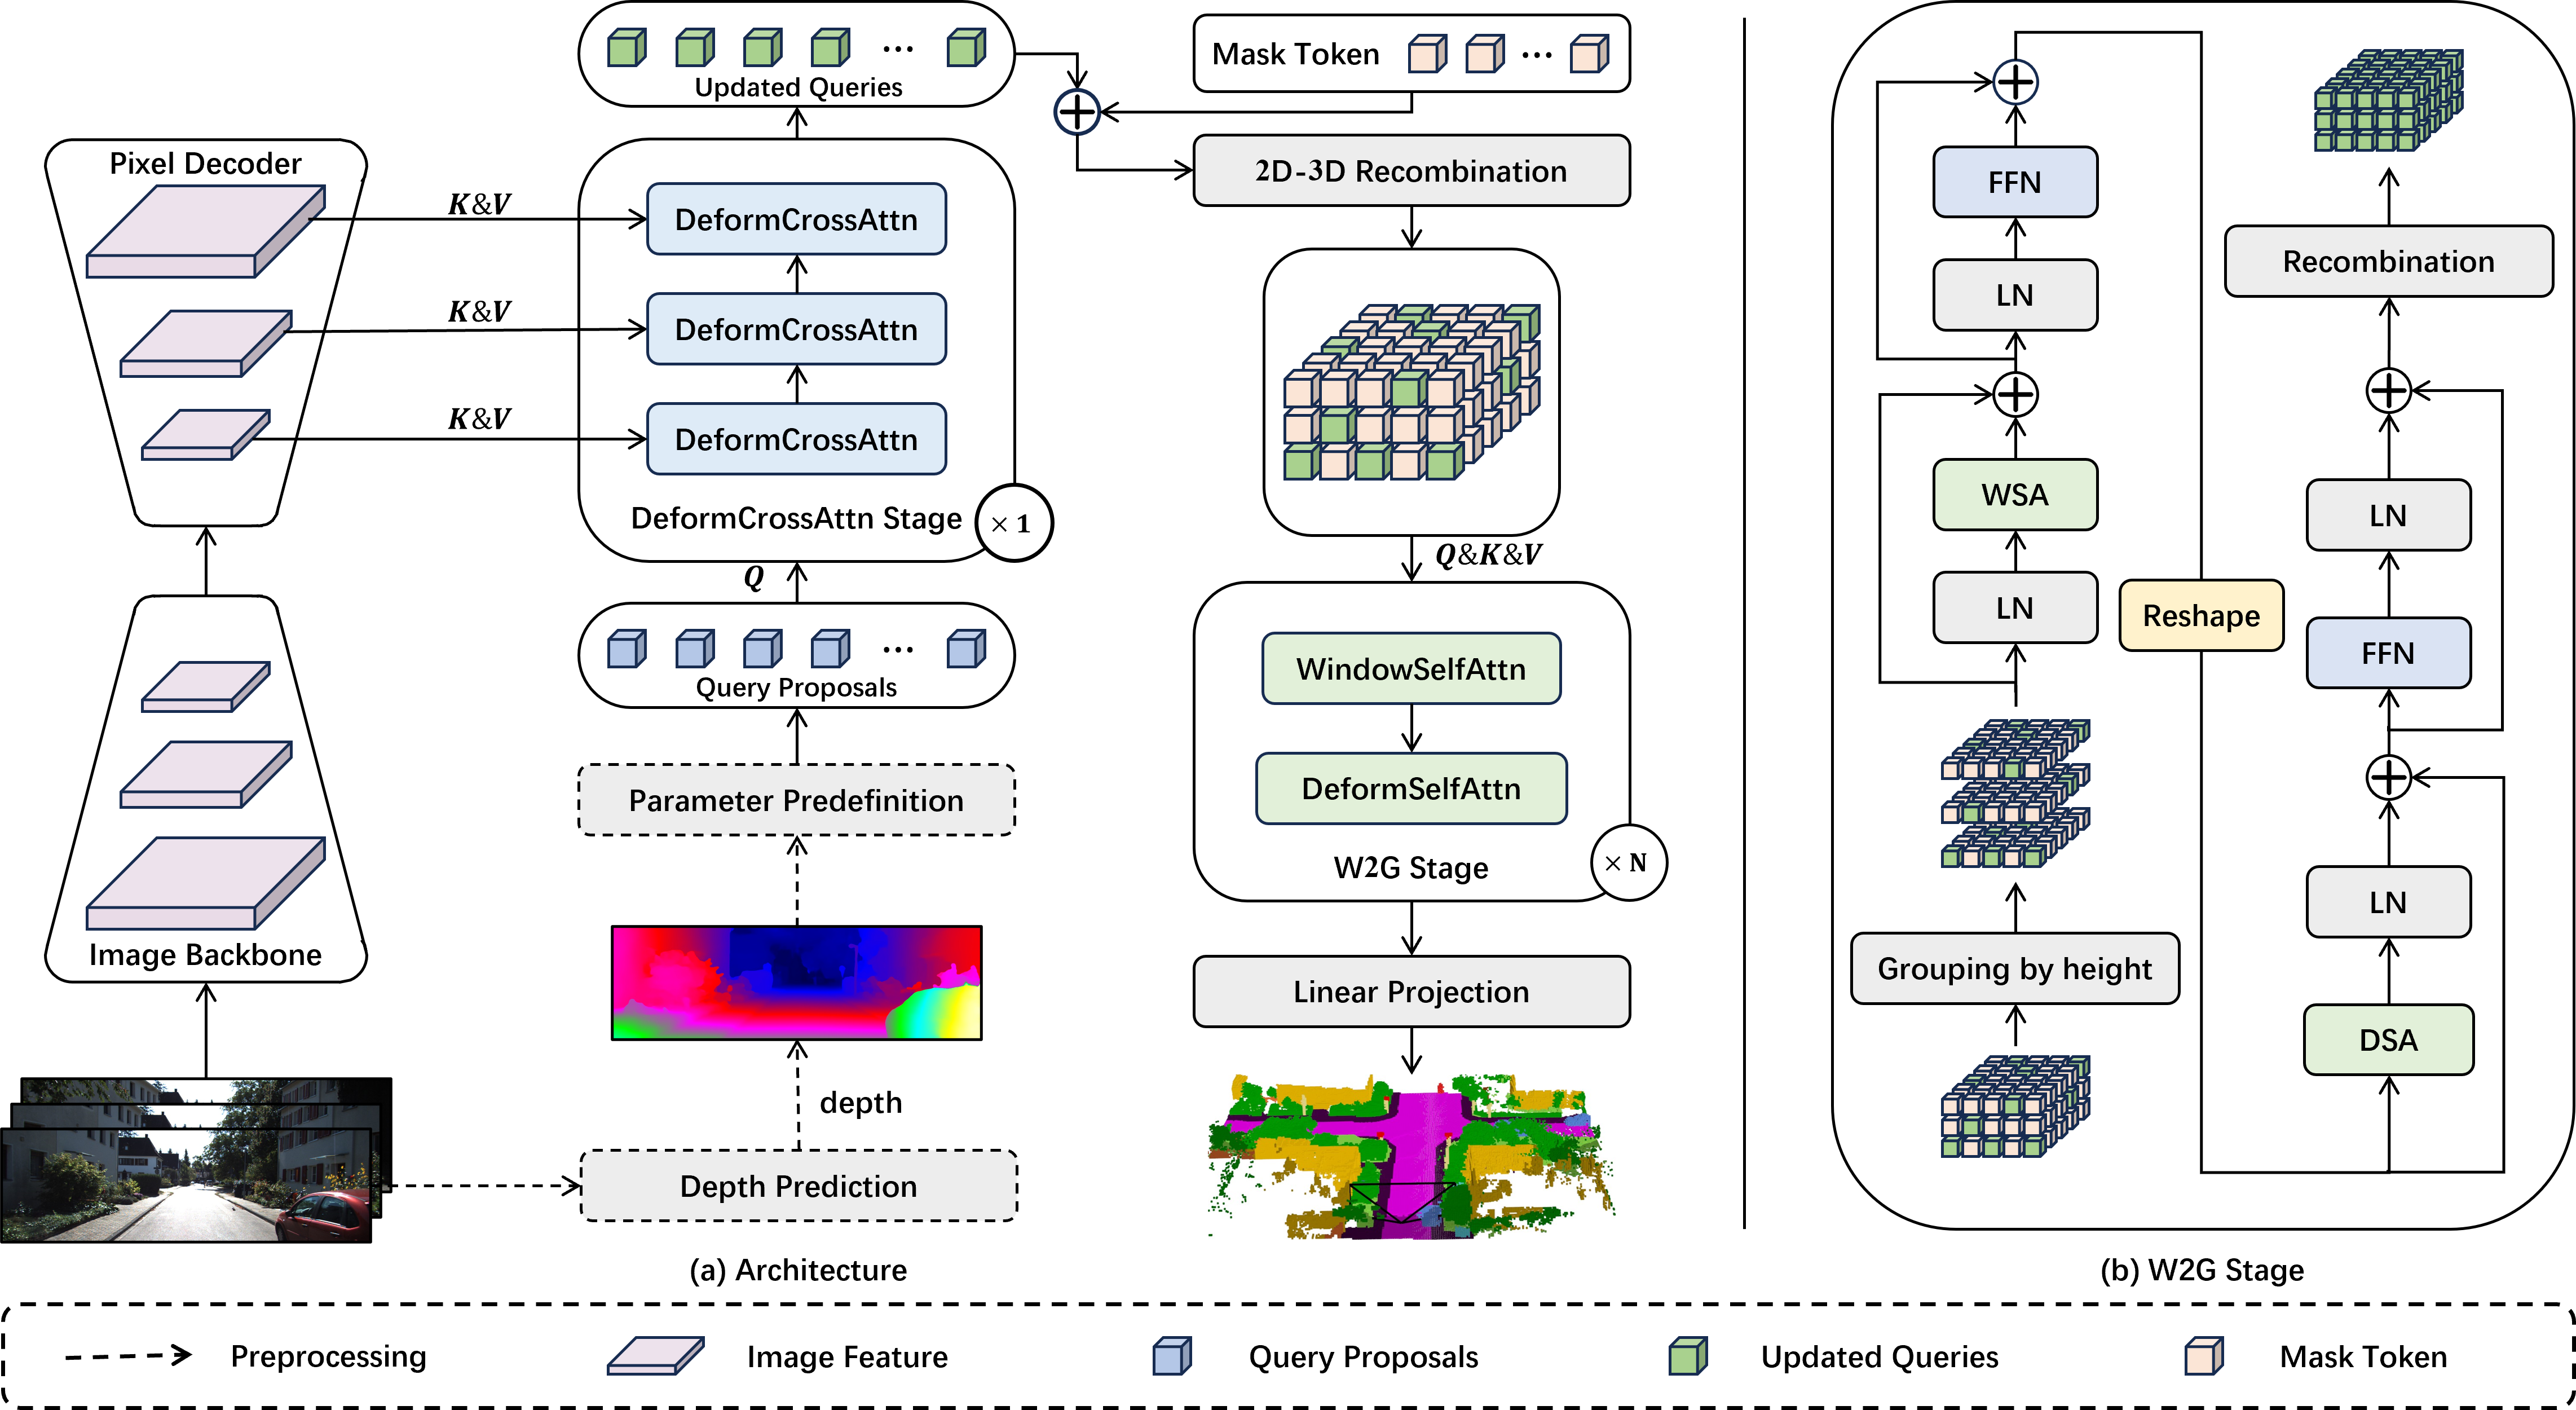 Pixel Decoder
Image Backbone
K&V
K&V
K&V
Updated Queries
DeformCrossAttn
DeformCrossAttn
DeformCrossAttn
DeformCrossAttn Stage
× 1
Q
Query Proposals
Parameter Predefinition
depth
Depth Prediction
Mask Token
2D-3D Recombination
Q&K&V
WindowSelfAttn
DeformSelfAttn
W2G Stage
× N
Linear Projection
(a) Architecture
FFN
LN
WSA
LN
Grouping by height
Reshape
Recombination
LN
FFN
LN
DSA
(b) W2G Stage
Preprocessing
Image Feature
Query Proposals
Updated Queries
Mask Token